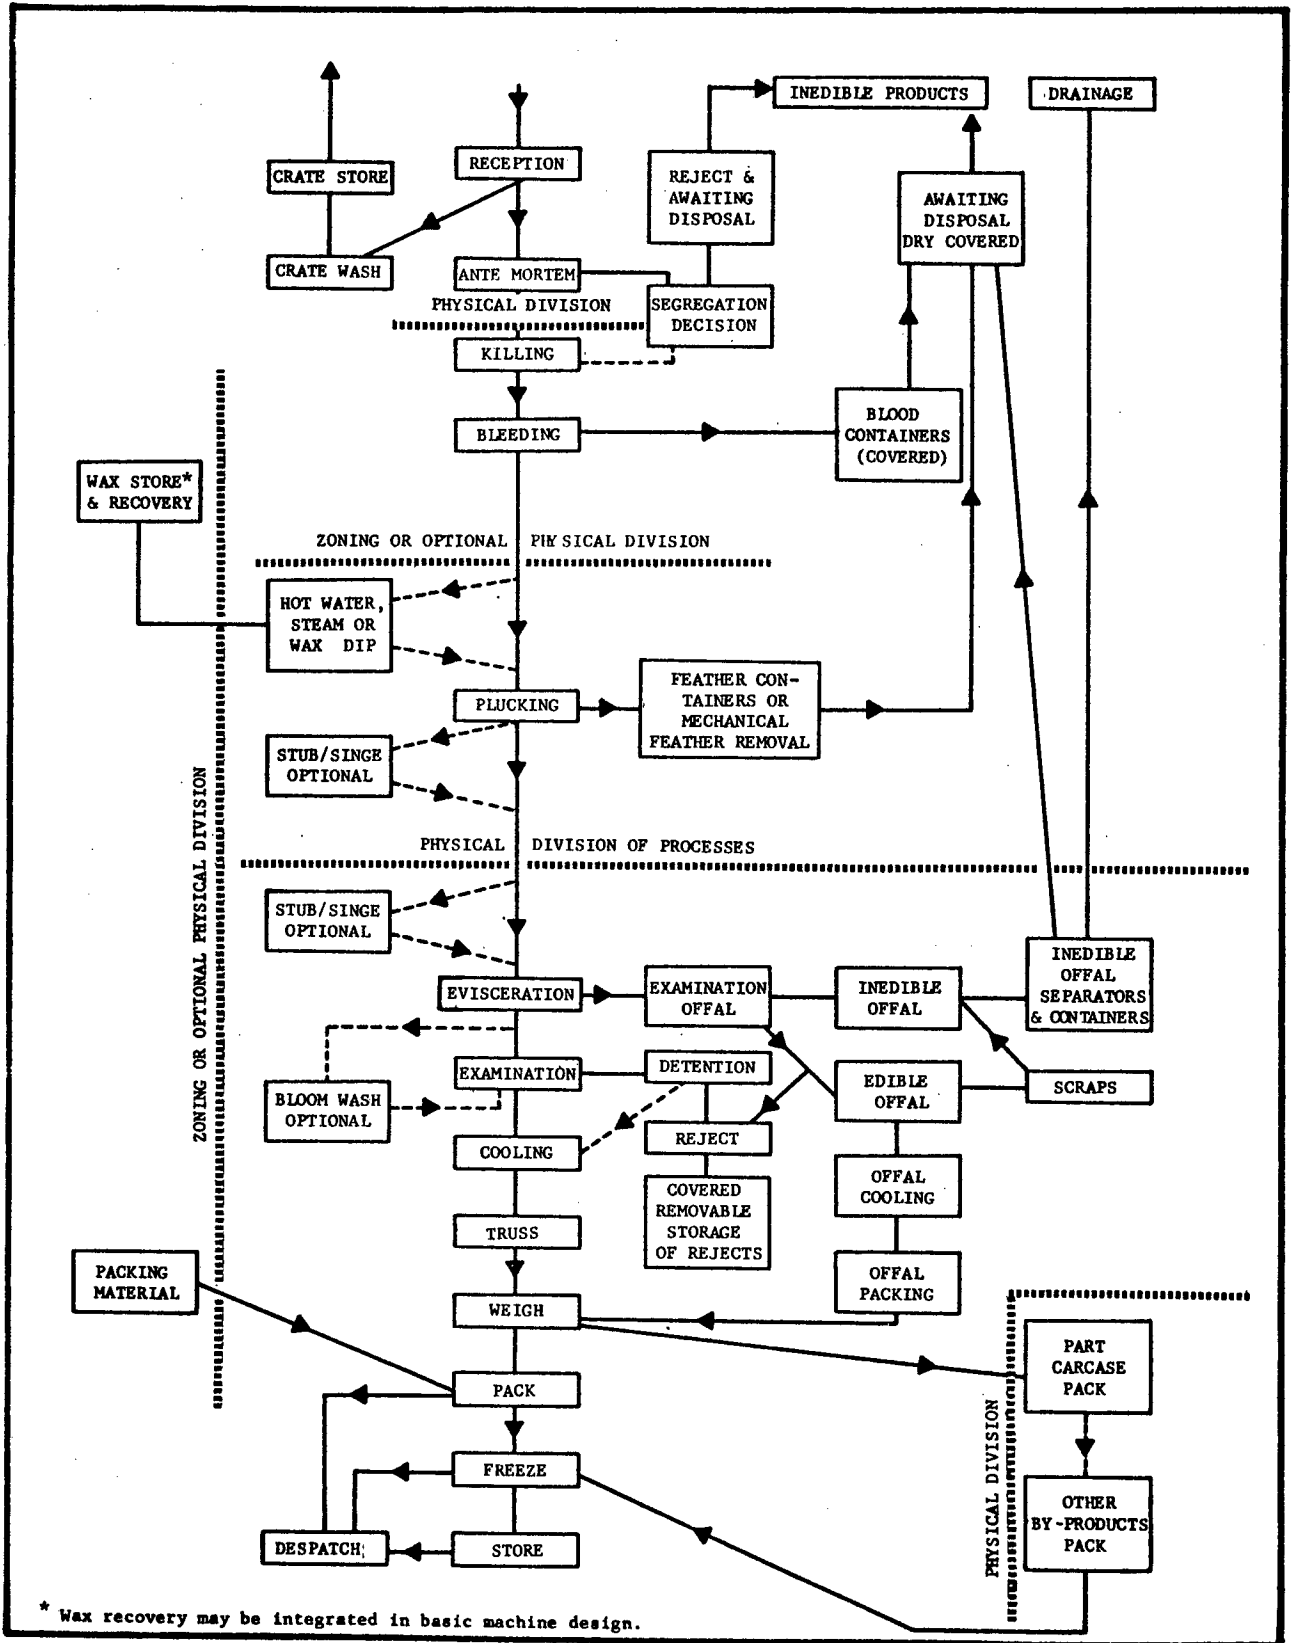 INEDIBLE PRODUCTS
DRAINAGE
RECEPTION
CRATE STORE
REJECT &
AWAITING
DISPOSAL
AWAITING
DISPOSAL
DRY COVERED
CRATE WASH
ANTE MORTEM
PHYSICAL DIVISION
SEGREGATION
DECISION
KILLING
BLEEDING
BLOOD
CONTAINERS
(COVERED)
WAX STORE*
& RECOVERY
ZONING OR OPTIONAL PHYSICAL DIVISION
HOT WATER,
STEAM OR
WAX DIP
PLUCKING
FEATHER CON-
TAINERS OR
MECHANICAL
FEATHER REMOVAL
STUB/SINGE
OPTIONAL
ZONING OR OPTIONAL PHYSICAL DIVISION
PHYSICAL DIVISION OF PROCESSES
STUB/SINGE
OPTIONAL
EVISCERATION
EXAMINATION
OFFAL
INEDIBLE
OFFAL
INEDIBLE
OFFAL
SEPARATORS
& CONTAINERS
EXAMINATION
DETENTION
EDIBLE
OFFAL
SCRAPS
BLOOM WASH
OPTIONAL
COOLING
REJECT
COVERED
REMOVABLE
STORAGE
OF REJECTS
OFFAL
COOLING
TRUSS
PACKING
MATERIAL
OFFAL
PACKING
WEIGH
PART
CARCASE
PACK
PACK
PHYSICAL DIVISION
FREEZE
OTHER
BY-PRODUCTS
PACK
DESPATCH
STORE
* Wax recovery may be integrated in basic machine design.